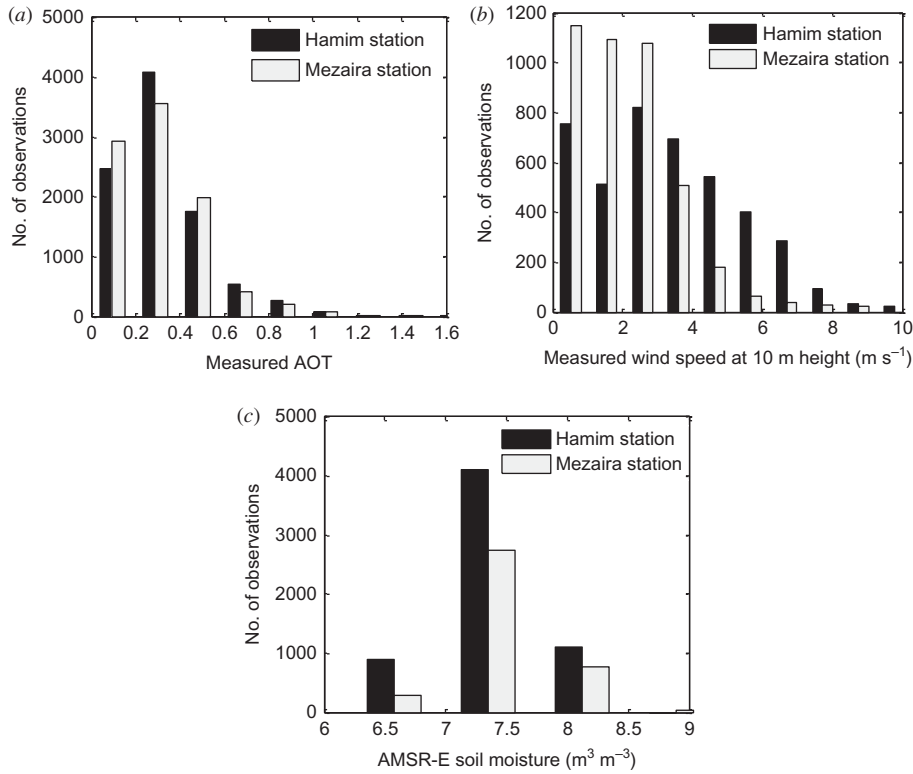 (a)
5000
4000
3000
2000
1000
0
No. of observations
Hamim station
Mezaira station
0 0.2 0.4 0.6 0.8 1 1.2 1.4 1.6
Measured AOT
(b)
1200
1000
800
600
400
200
0
No. of observations
Hamim station
Mezaira station
0 2 4 6 8 10
Measured wind speed at 10 m height (m s⁻¹)
(c)
5000
4000
3000
2000
1000
0
No. of observations
Hamim station
Mezaira station
6 6.5 7 7.5 8 8.5 9
AMSR-E soil moisture (m³ m⁻³)